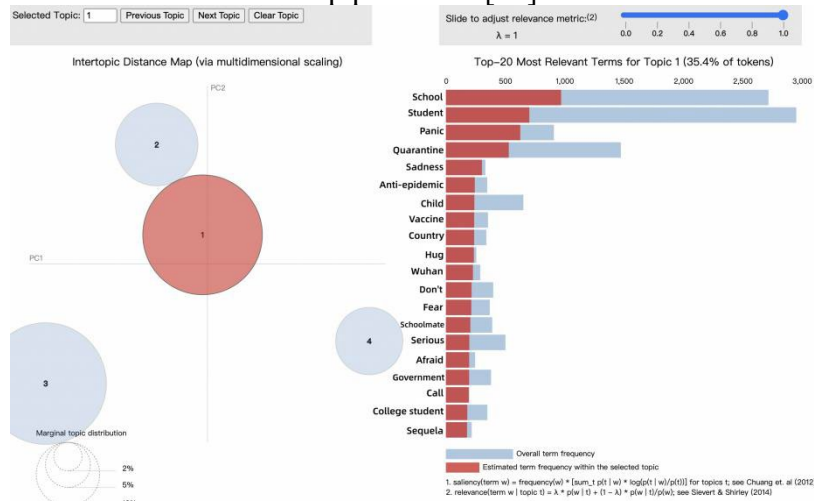 Selected Topic: 1 Previous Topic Next Topic Clear Topic
Slide to adjust relevance metric:(2)
λ = 1
0.0 0.2 0.4 0.6 0.8 1.0
Intertopic Distance Map (via multidimensional scaling)
PC2
PC1
2
1
4
3
Marginal topic distribution
2%
5%
Top-20 Most Relevant Terms for Topic 1 (35.4% of tokens)
0 500 1,000 1,500 2,000 2,500 3,000
School
Student
Panic
Quarantine
Sadness
Anti-epidemic
Child
Vaccine
Country
Hug
Wuhan
Don't
Fear
Schoolmate
Serious
Afraid
Government
Call
College student
Sequela
Overall term frequency
Estimated term frequency within the selected topic
1. saliency(term w) = frequency(w) * [sum_t p(t | w) * log(p(t | w)/p(t))] for topics t; see Chuang et. al (2012
2. relevance(term w | topic t) = λ * p(w | t) + (1 − λ) * p(w | t)/p(w); see Sievert & Shirley (2014)